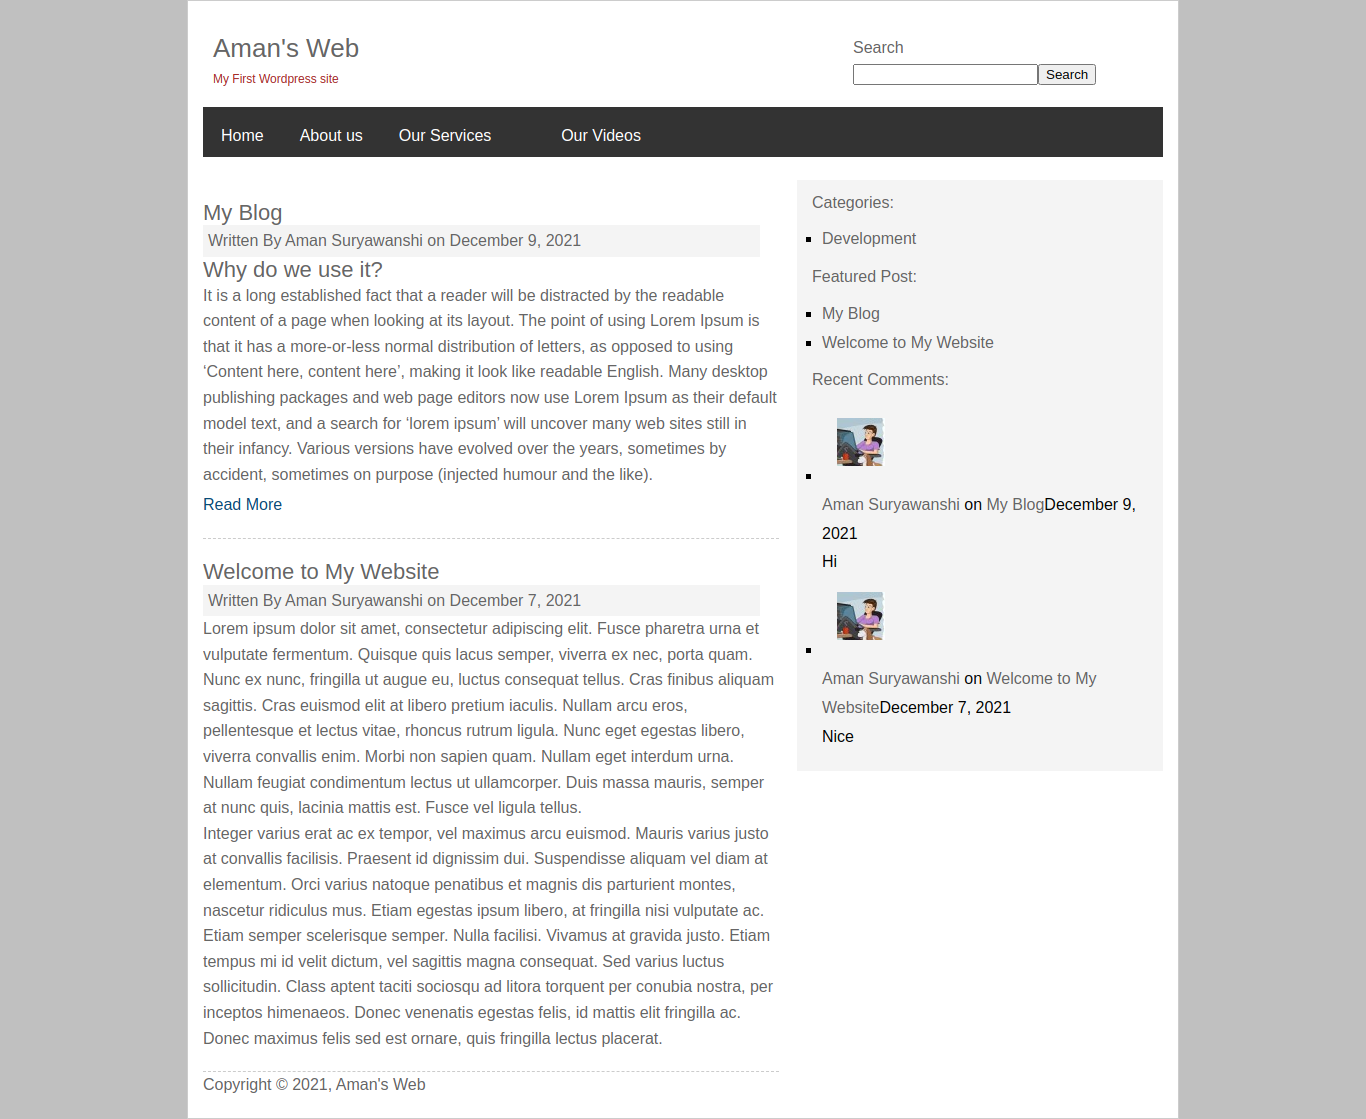 Aman's Web
My First Wordpress site
Search
Search
Home About us Our Services Our Videos
My Blog
Written By Aman Suryawanshi on December 9, 2021
Why do we use it?
It is a long established fact that a reader will be distracted by the readable
content of a page when looking at its layout. The point of using Lorem Ipsum is
that it has a more-or-less normal distribution of letters, as opposed to using
‘Content here, content here’, making it look like readable English. Many desktop
publishing packages and web page editors now use Lorem Ipsum as their default
model text, and a search for ‘lorem ipsum’ will uncover many web sites still in
their infancy. Various versions have evolved over the years, sometimes by
accident, sometimes on purpose (injected humour and the like).
Read More
Welcome to My Website
Written By Aman Suryawanshi on December 7, 2021
Lorem ipsum dolor sit amet, consectetur adipiscing elit. Fusce pharetra urna et
vulputate fermentum. Quisque quis lacus semper, viverra ex nec, porta quam.
Nunc ex nunc, fringilla ut augue eu, luctus consequat tellus. Cras finibus aliquam
sagittis. Cras euismod elit at libero pretium iaculis. Nullam arcu eros,
pellentesque et lectus vitae, rhoncus rutrum ligula. Nunc eget egestas libero,
viverra convallis enim. Morbi non sapien quam. Nullam eget interdum urna.
Nullam feugiat condimentum lectus ut ullamcorper. Duis massa mauris, semper
at nunc quis, lacinia mattis est. Fusce vel ligula tellus.
Integer varius erat ac ex tempor, vel maximus arcu euismod. Mauris varius justo
at convallis facilisis. Praesent id dignissim dui. Suspendisse aliquam vel diam at
elementum. Orci varius natoque penatibus et magnis dis parturient montes,
nascetur ridiculus mus. Etiam egestas ipsum libero, at fringilla nisi vulputate ac.
Etiam semper scelerisque semper. Nulla facilisi. Vivamus at gravida justo. Etiam
tempus mi id velit dictum, vel sagittis magna consequat. Sed varius luctus
sollicitudin. Class aptent taciti sociosqu ad litora torquent per conubia nostra, per
inceptos himenaeos. Donec venenatis egestas felis, id mattis elit fringilla ac.
Donec maximus felis sed est ornare, quis fringilla lectus placerat.
Categories:
Development
Featured Post:
My Blog
Welcome to My Website
Recent Comments:
Aman Suryawanshi on My BlogDecember 9,
2021
Hi
Aman Suryawanshi on Welcome to My
WebsiteDecember 7, 2021
Nice
Copyright © 2021, Aman's Web